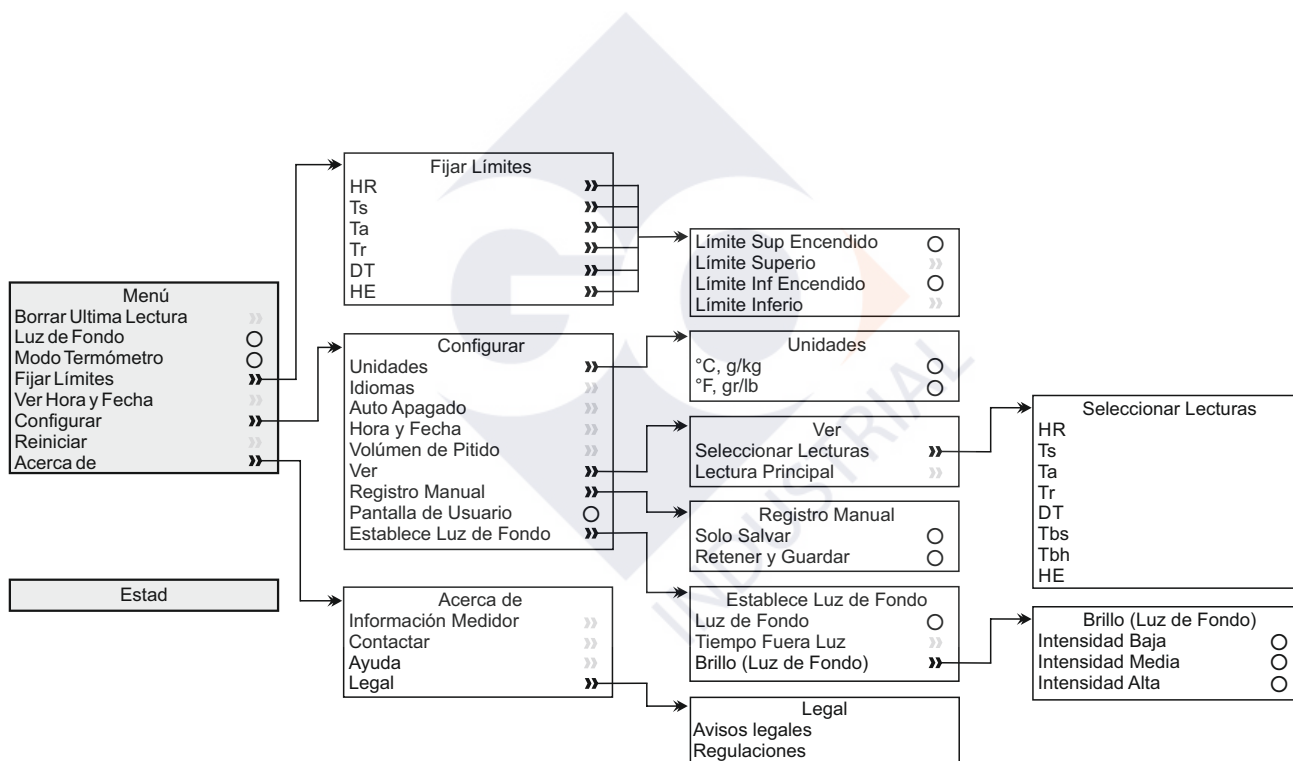 Menú
Borrar Ultima Lectura
Luz de Fondo
Modo Termómetro
Fijar Límites
Ver Hora y Fecha
Configurar
Reiniciar
Acerca de
Estad
Fijar Límites
HR
Ts
Ta
Tr
DT
HE
Configurar
Unidades
Idiomas
Auto Apagado
Hora y Fecha
Volúmen de Pitido
Ver
Registro Manual
Pantalla de Usuario
Establece Luz de Fondo
Acerca de
Información Medidor
Contactar
Ayuda
Legal
Límite Sup Encendido
Límite Superio
Límite Inf Encendido
Límite Inferio
Unidades
°C, g/kg
°F, gr/lb
Ver
Seleccionar Lecturas
Lectura Principal
Registro Manual
Solo Salvar
Retener y Guardar
Establece Luz de Fondo
Luz de Fondo
Tiempo Fuera Luz
Brillo (Luz de Fondo)
Legal
Avisos legales
Regulaciones
Seleccionar Lecturas
HR
Ts
Ta
Tr
DT
Tbs
Tbh
HE
Brillo (Luz de Fondo)
Intensidad Baja
Intensidad Media
Intensidad Alta
GO
INDUSTRIAL